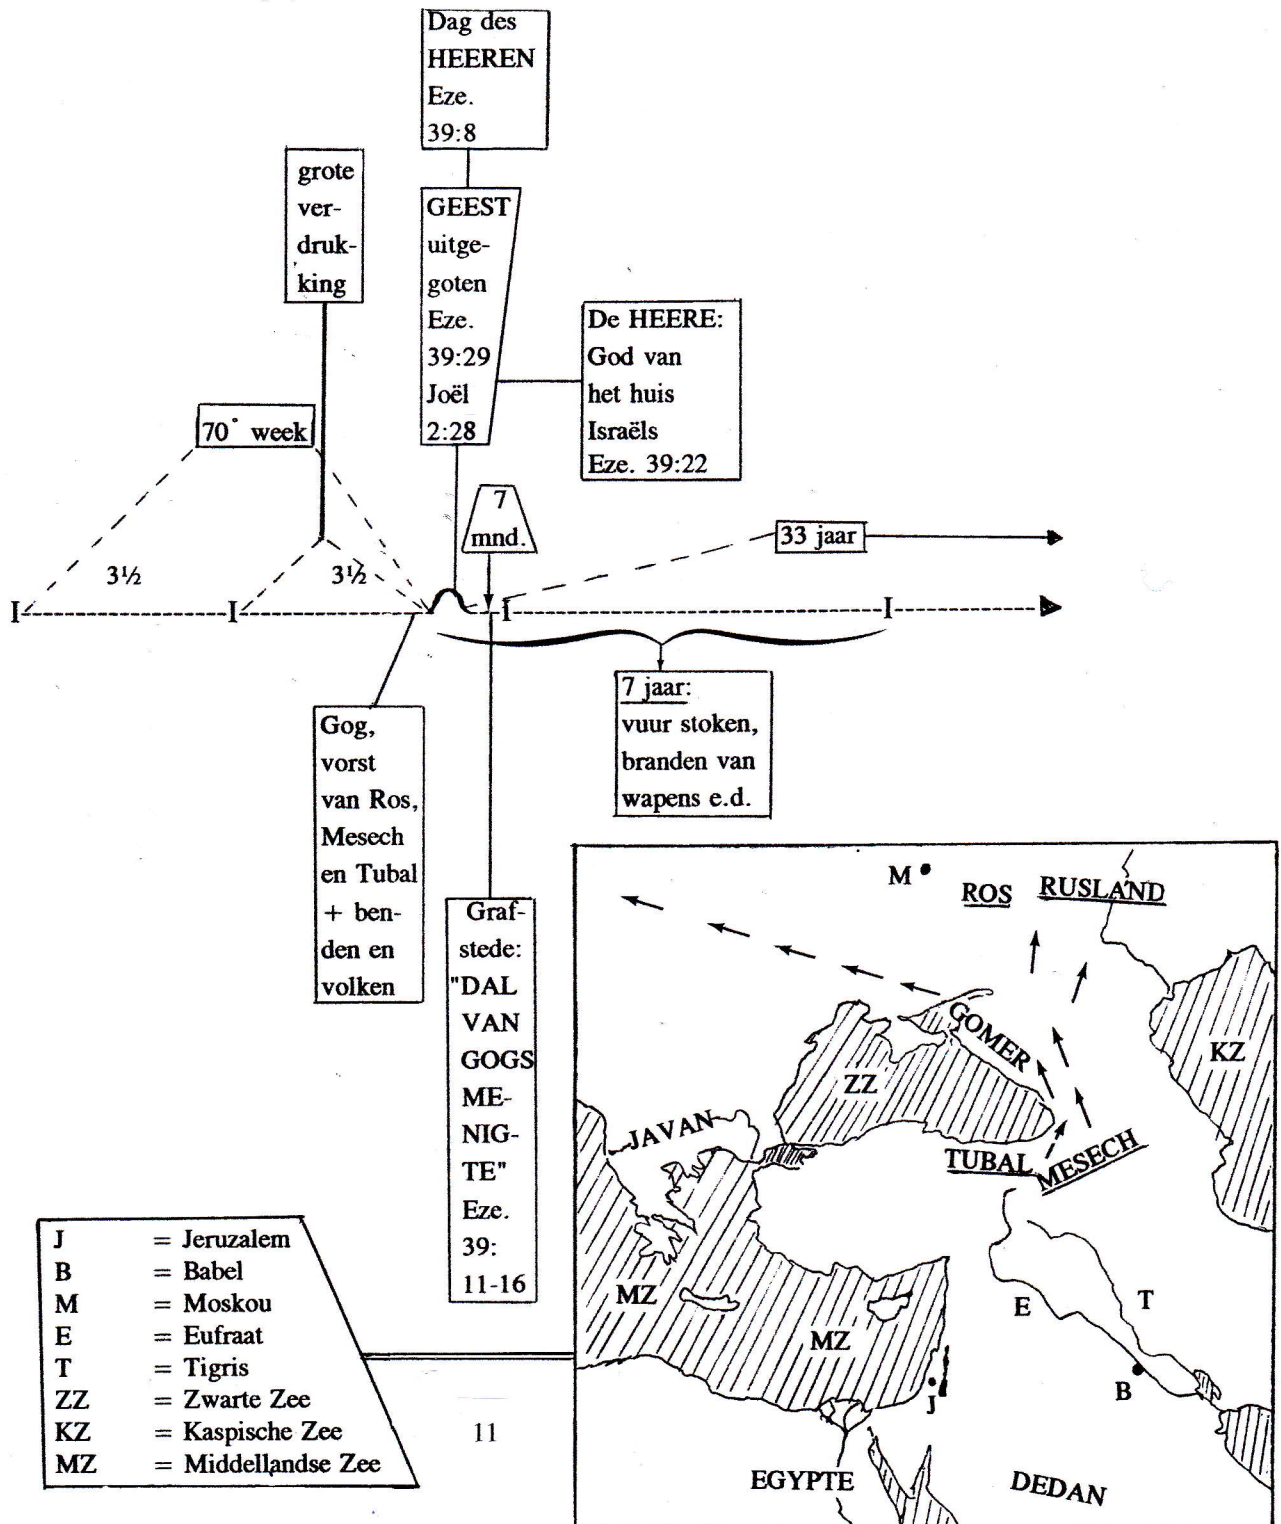 Dag des
HEEREN
Eze.
39:8
grote
ver-
druk-
king
GEEST
uitge-
goten
Eze.
39:29
Joël
2:28
De HEERE:
God van
het huis
Israëls
Eze. 39:22
70° week
7
mnd.
33 jaar
3½
3½
I
I
I
I
7 jaar:
vuur stoken,
branden van
wapens e.d.
Gog,
vorst
van Ros,
Mesech
en Tubal
+ ben-
den en
volken
Graf-
stede:
"DAL
VAN
GOGS
ME-
NIG-
TE"
Eze.
39:
11-16
M
ROS RUSLAND
GOMER
KZ
ZZ
JAVAN
TUBAL
MESECH
MZ
MZ
E
T
B
J
EGYPTE
DEDAN
J = Jeruzalem
B = Babel
M = Moskou
E = Eufraat
T = Tigris
ZZ = Zwarte Zee
KZ = Kaspische Zee
MZ = Middellandse Zee
11